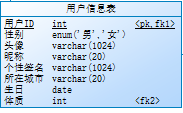 用户信息表
用户ID int <pk,fk1>
性别 enum('男','女')
头像 varchar(1024)
昵称 varchar(20)
个性签名 varchar(1024)
所在城市 varchar(20)
生日 date
体质 int <fk2>